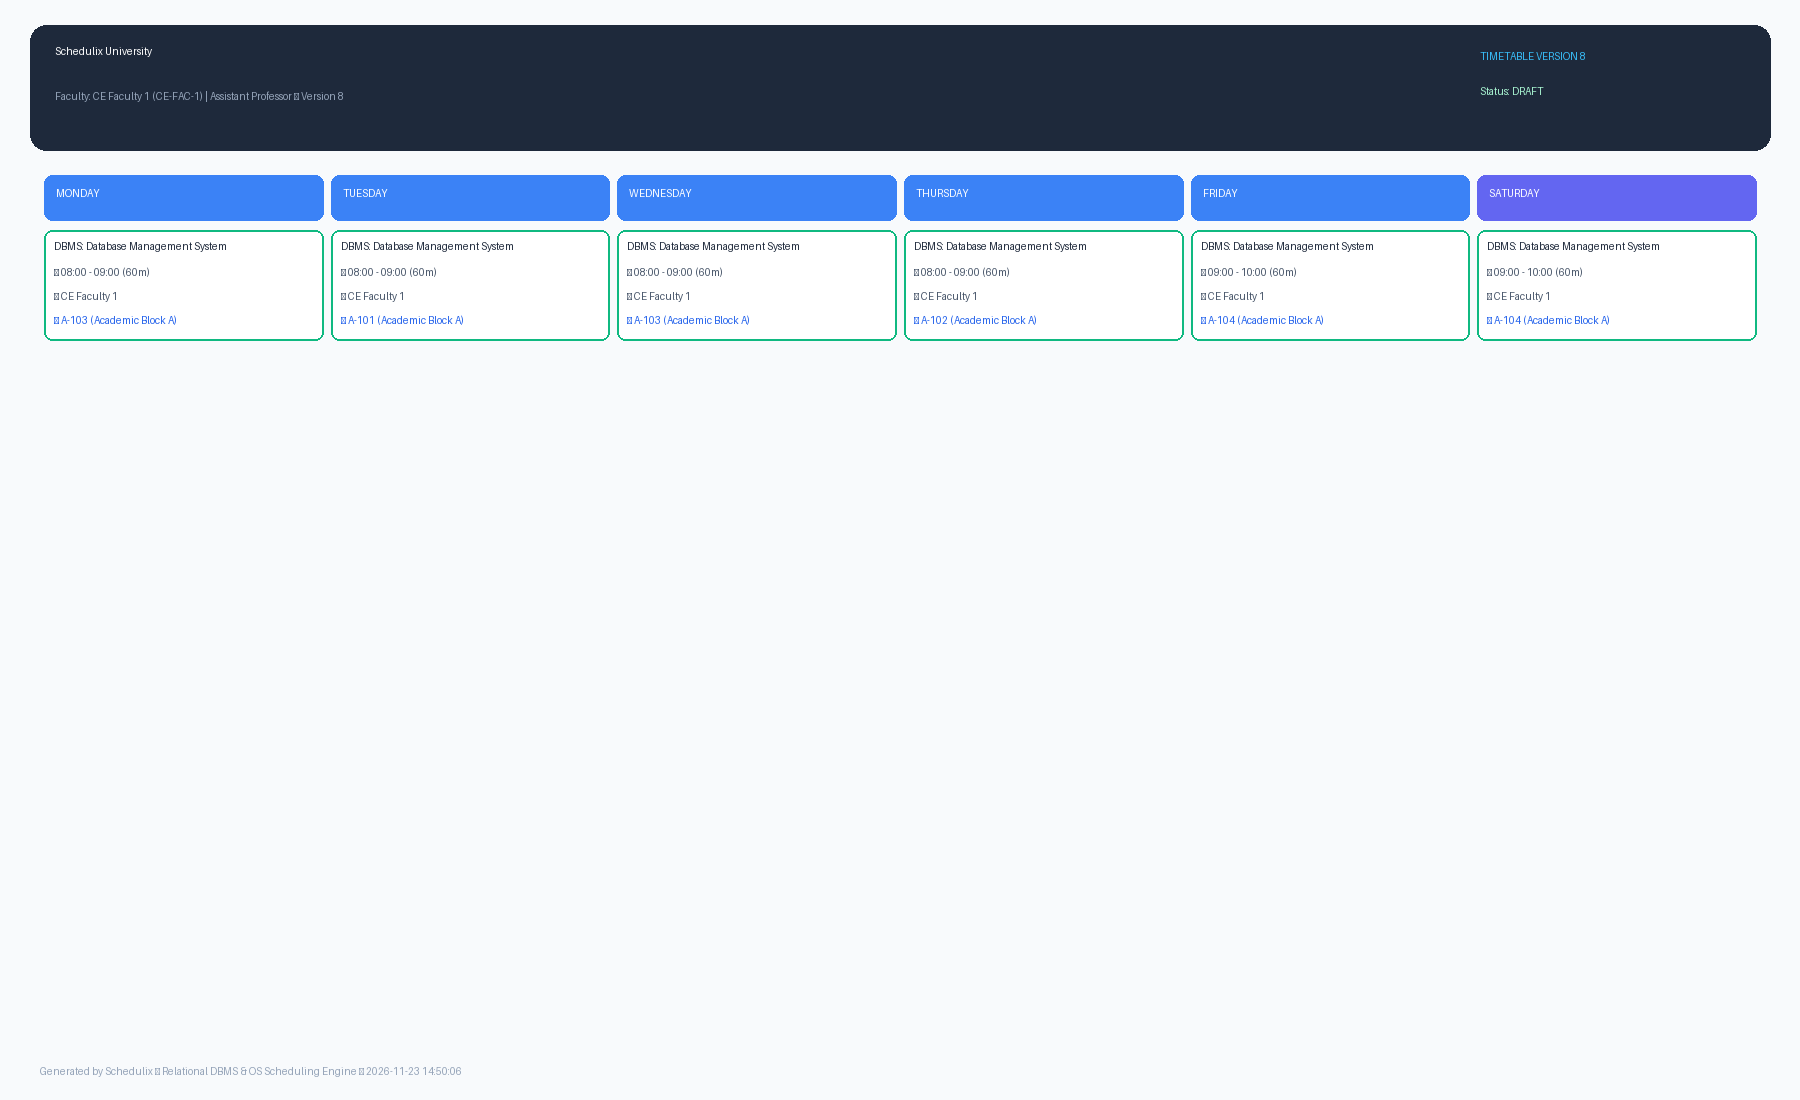 Schedulix University
TIMETABLE VERSION 8
Faculty: CE Faculty 1 (CE-FAC-1) | Assistant Professor Version 8
Status: DRAFT
MONDAY
TUESDAY
WEDNESDAY
THURSDAY
FRIDAY
SATURDAY
DBMS: Database Management System
08:00 - 09:00 (60m)
CE Faculty 1
A-103 (Academic Block A)
DBMS: Database Management System
08:00 - 09:00 (60m)
CE Faculty 1
A-101 (Academic Block A)
DBMS: Database Management System
08:00 - 09:00 (60m)
CE Faculty 1
A-103 (Academic Block A)
DBMS: Database Management System
08:00 - 09:00 (60m)
CE Faculty 1
A-102 (Academic Block A)
DBMS: Database Management System
09:00 - 10:00 (60m)
CE Faculty 1
A-104 (Academic Block A)
DBMS: Database Management System
09:00 - 10:00 (60m)
CE Faculty 1
A-104 (Academic Block A)
Generated by Schedulix Relational DBMS & OS Scheduling Engine 2026-11-23 14:50:06